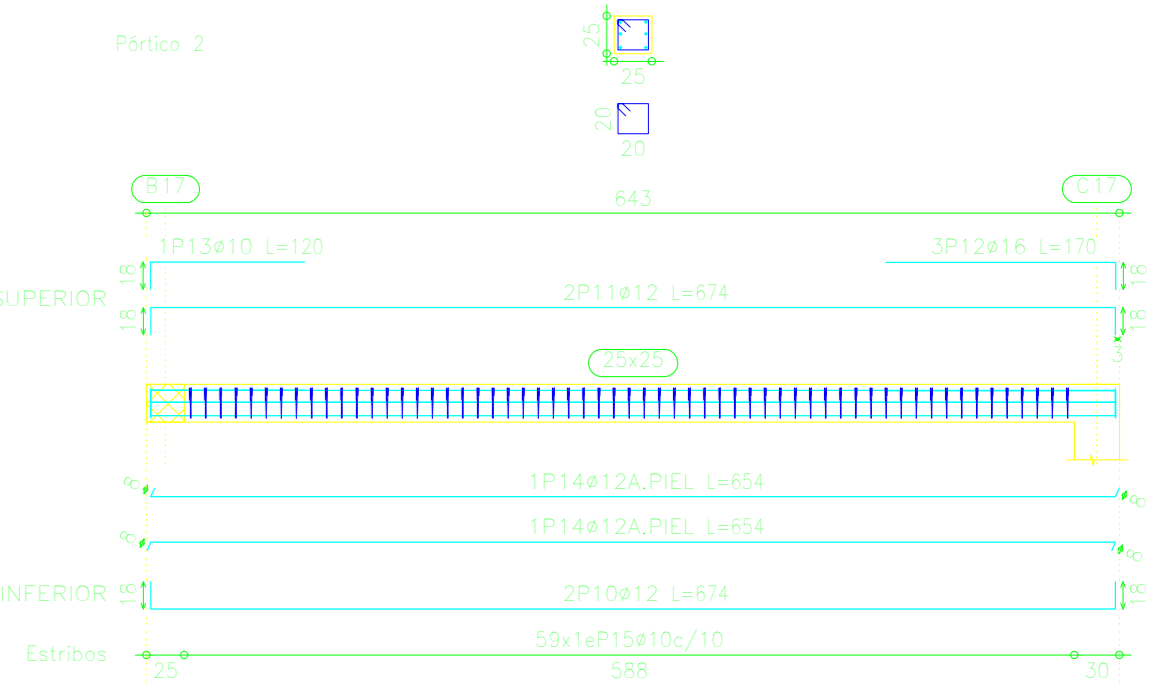 Pórtico 2
25
25
20
20
B17
C17
643
1P13ø10 L=120
3P12ø16 L=170
18
18
SUPERIOR
2P11ø12 L=674
18
18
3
25x25
1P14ø12A.PIEL L=654
8
8
1P14ø12A.PIEL L=654
8
8
INFERIOR
18
2P10ø12 L=674
18
59x1eP15ø10c/10
Estribos
25
588
30